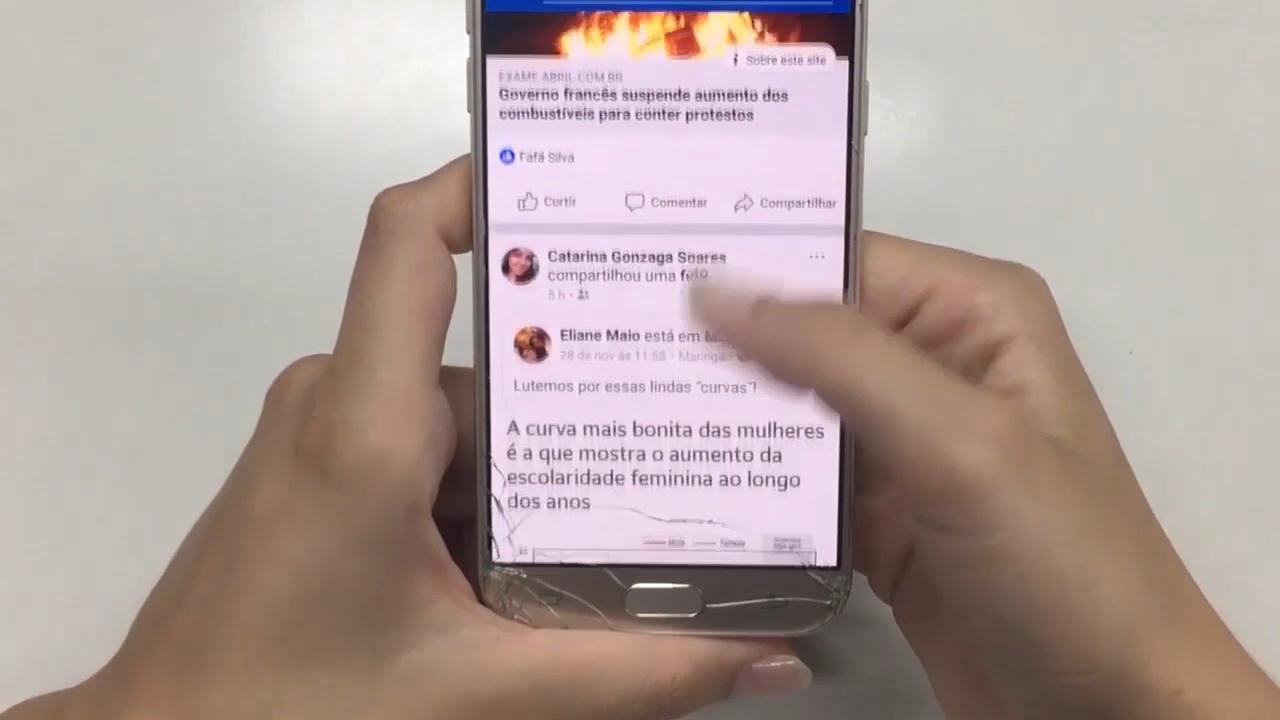 Sobre este site
EXAME.ABRIL.COM.BR
Governo francês suspende aumento dos
combustíveis para conter protestos
Fafá Silva
Curtir
Comentar
Compartilhar
Catarina Gonzaga Soares
compartilhou uma foto.
5 h
Eliane Maio está em
28 de nov às 11:58 · Maringá
Lutemos por essas lindas "curvas"!
A curva mais bonita das mulheres
é a que mostra o aumento da
escolaridade feminina ao longo
dos anos